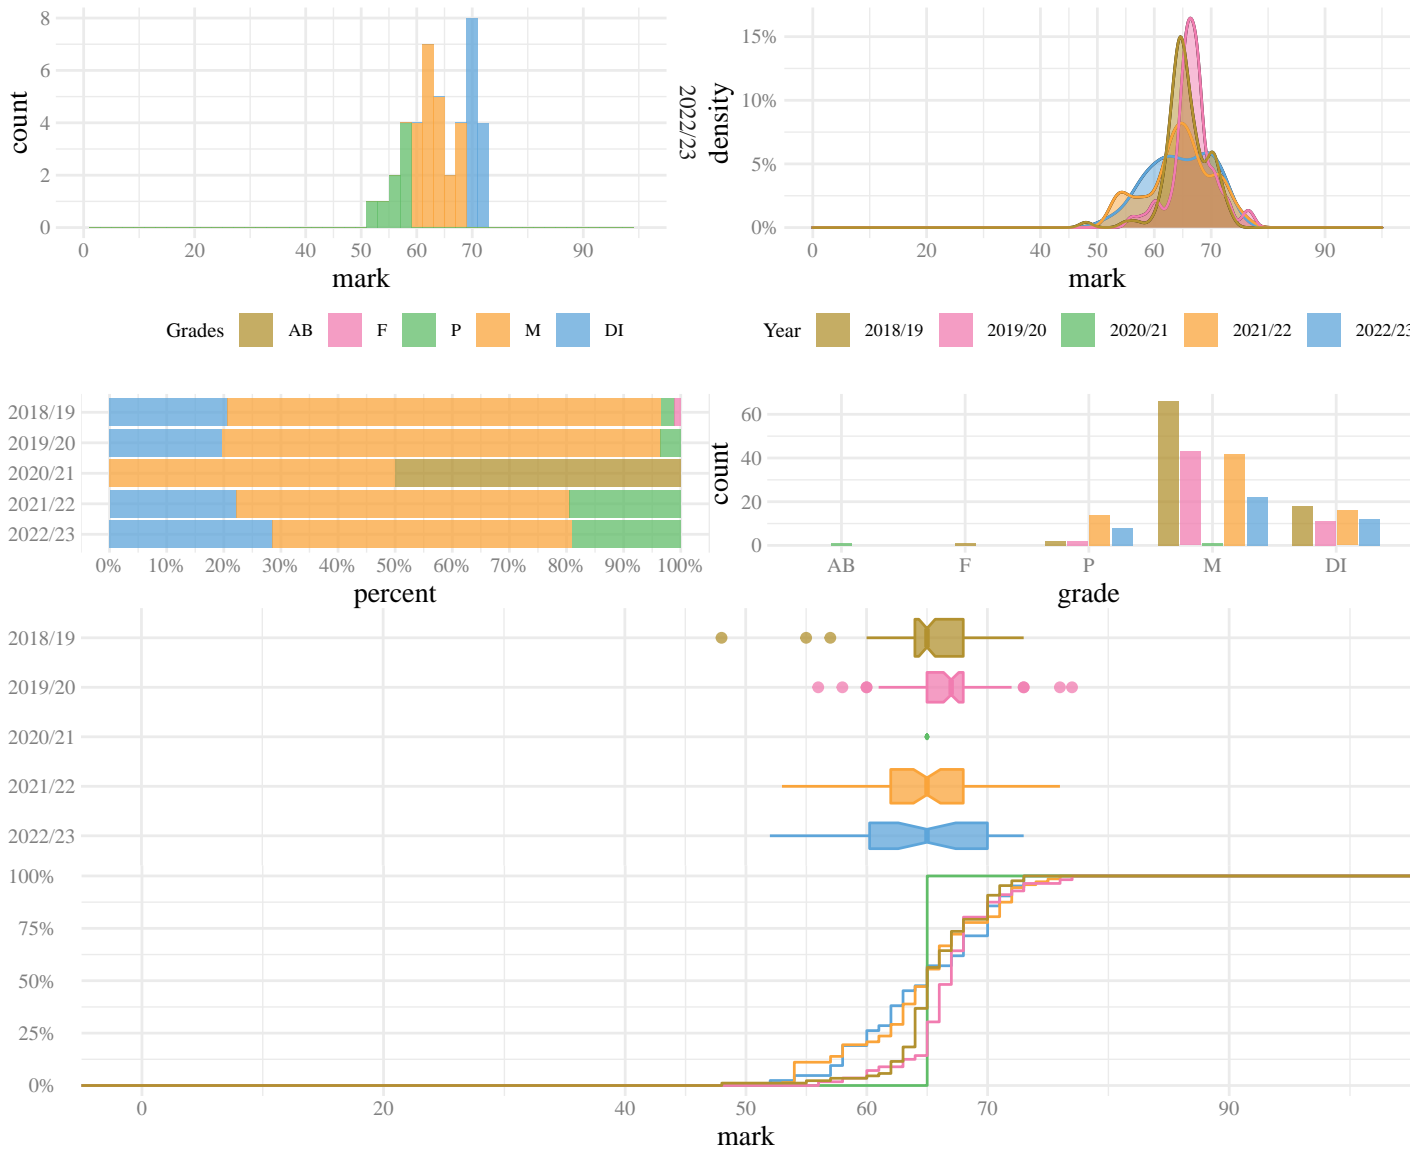 8
6
4
2
0
count
0 20 40 50 60 70 90
mark
2022/23
15%
10%
5%
0%
density
0 20 40 50 60 70 90
mark
Grades AB F P M DI
Year 2018/19 2019/20 2020/21 2021/22 2022/23
2018/19
2019/20
2020/21
2021/22
2022/23
0% 10% 20% 30% 40% 50% 60% 70% 80% 90% 100%
percent
60
40
20
0
count
AB F P M DI
grade
2018/19
2019/20
2020/21
2021/22
2022/23
100%
75%
50%
25%
0%
0 20 40 50 60 70 90
mark